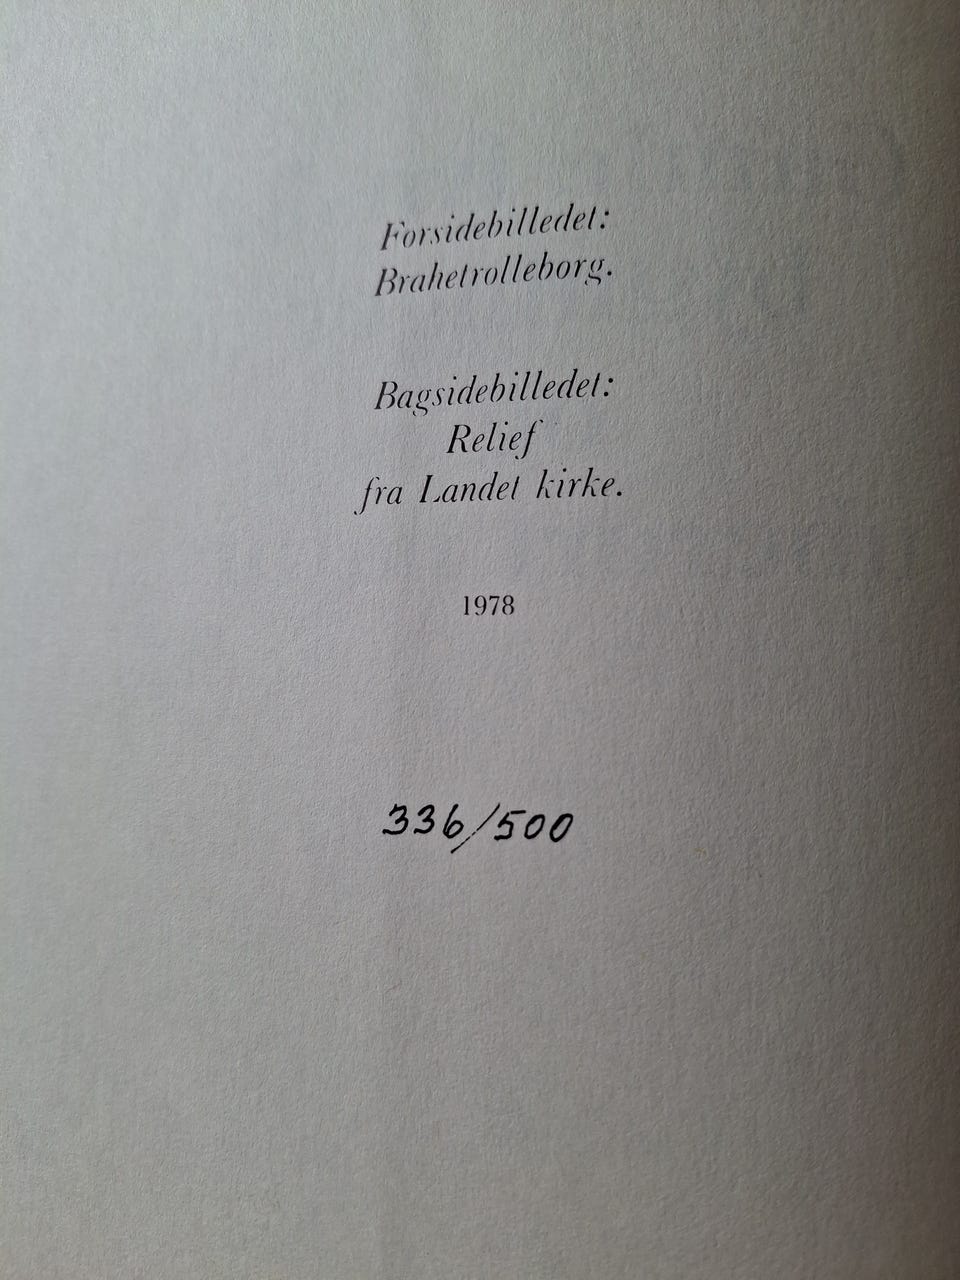 Forsidebilledet:
Brahetrolleborg.
Bagsidebilledet:
Relief
fra Landet kirke.
1978
336/500